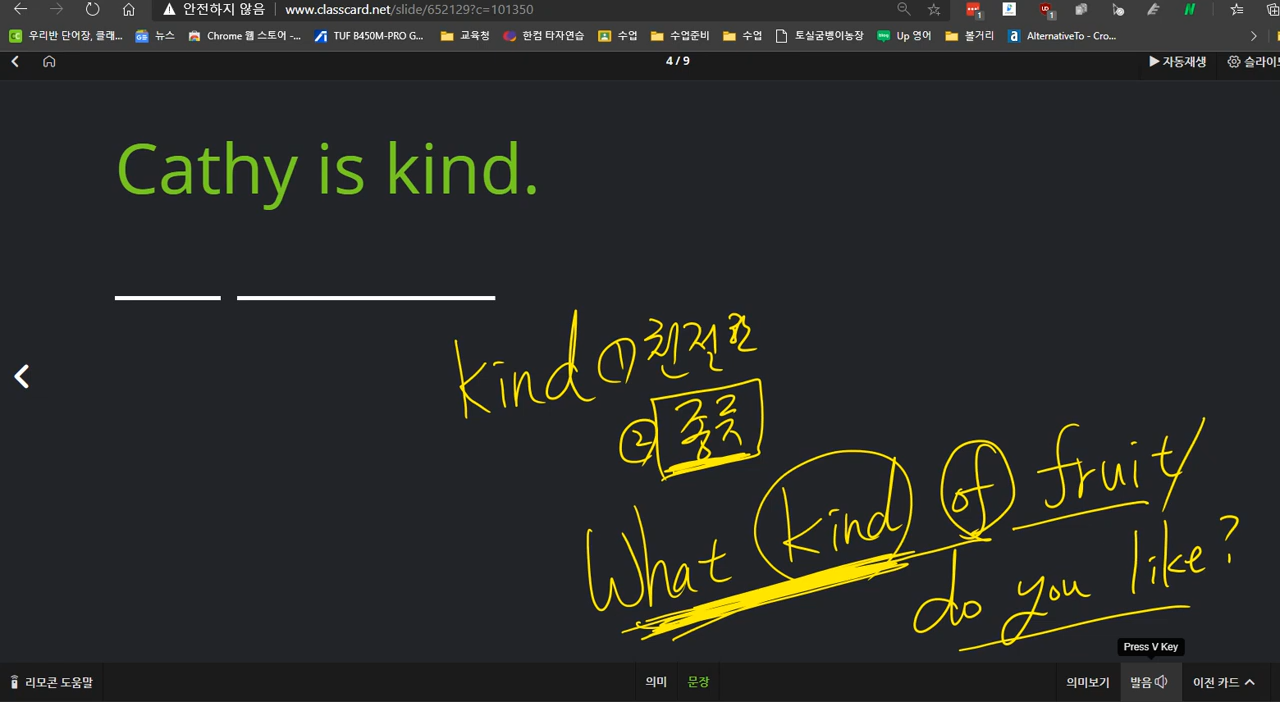 안전하지 않음 www.classcard.net/slide/652129?c=101350
우리반 단어장, 클래... 뉴스 Chrome 웹 스토어 -... TUF B450M-PRO G... 교육청 한컴 타자연습 수업 수업준비 수업 토실굼벵이농장 Up 영어 볼거리 AlternativeTo - Cro...
4 / 9 자동재생 슬라이드
Cathy is kind.
kind ① 친절한
② 종류
What kind of fruit
do you like?
Press V Key
리모콘 도움말 의미 문장 의미보기 발음 이전 카드